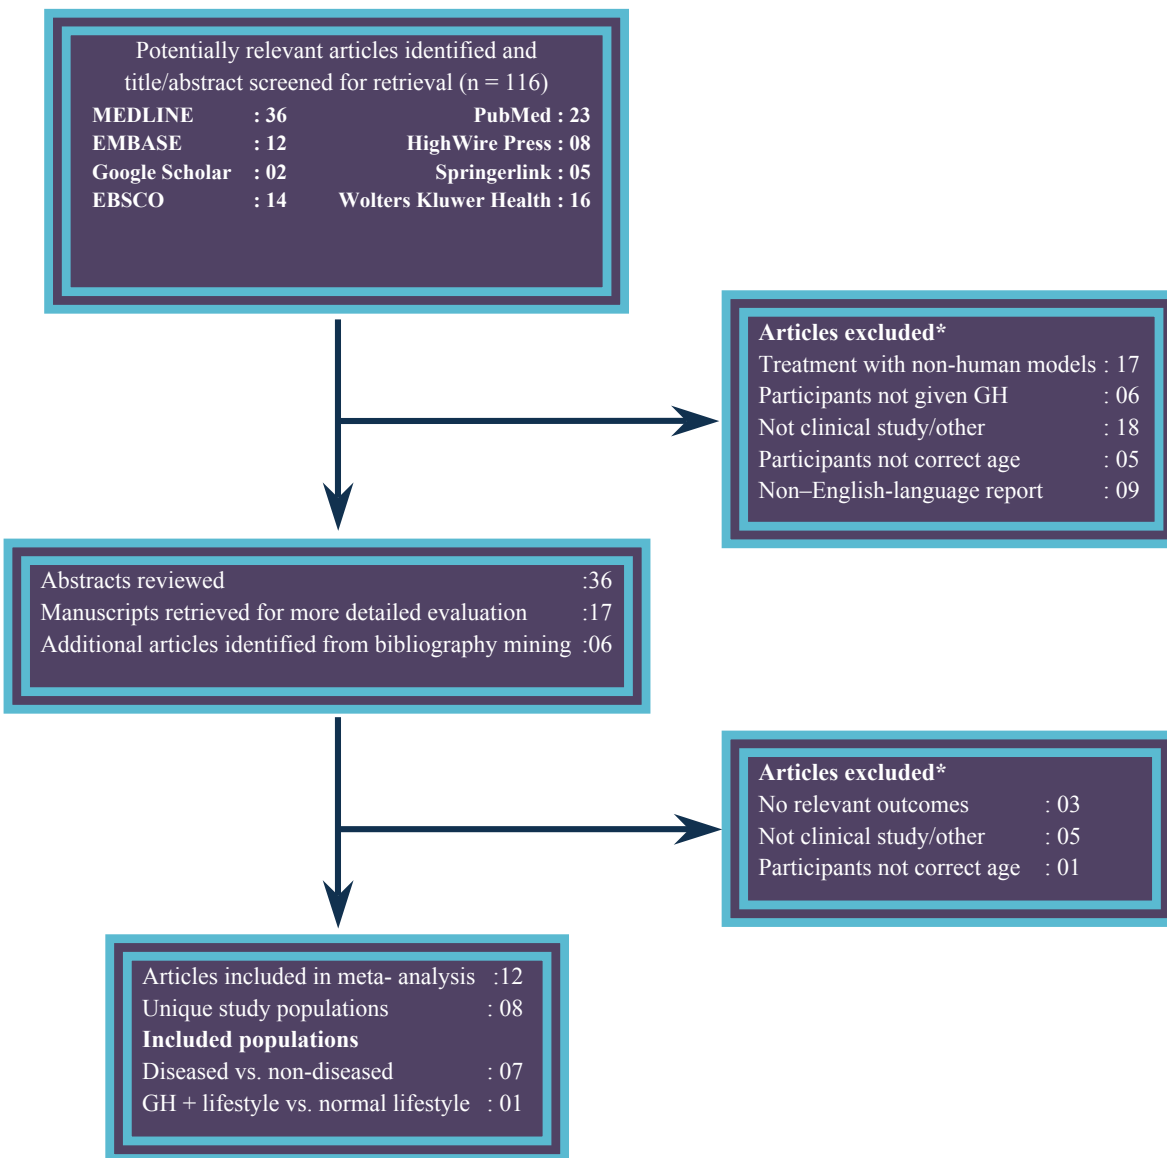 Potentially relevant articles identified and
title/abstract screened for retrieval (n = 116)
MEDLINE : 36 PubMed : 23
EMBASE : 12 HighWire Press : 08
Google Scholar : 02 Springerlink : 05
EBSCO : 14 Wolters Kluwer Health : 16
Articles excluded*
Treatment with non-human models : 17
Participants not given GH : 06
Not clinical study/other : 18
Participants not correct age : 05
Non–English-language report : 09
Abstracts reviewed :36
Manuscripts retrieved for more detailed evaluation :17
Additional articles identified from bibliography mining :06
Articles excluded*
No relevant outcomes : 03
Not clinical study/other : 05
Participants not correct age : 01
Articles included in meta- analysis :12
Unique study populations : 08
Included populations
Diseased vs. non-diseased : 07
GH + lifestyle vs. normal lifestyle : 01